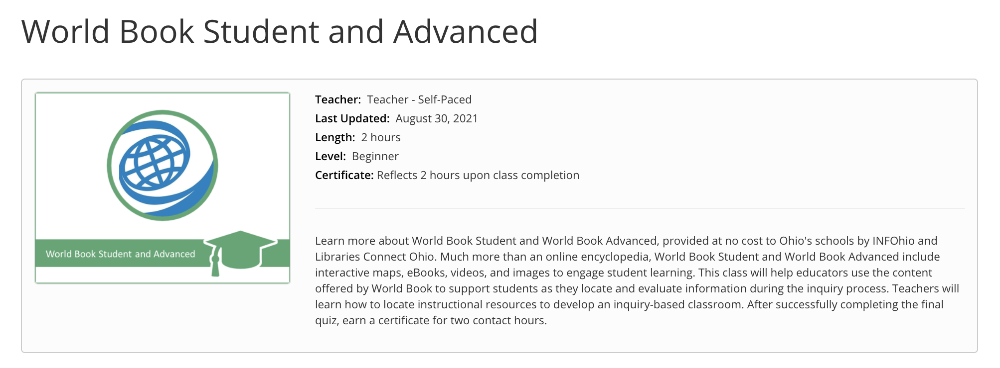 World Book Student and Advanced
World Book Student and Advanced
Teacher: Teacher - Self-Paced
Last Updated: August 30, 2021
Length: 2 hours
Level: Beginner
Certificate: Reflects 2 hours upon class completion
Learn more about World Book Student and World Book Advanced, provided at no cost to Ohio's schools by INFOhio and
Libraries Connect Ohio. Much more than an online encyclopedia, World Book Student and World Book Advanced include
interactive maps, eBooks, videos, and images to engage student learning. This class will help educators use the content
offered by World Book to support students as they locate and evaluate information during the inquiry process. Teachers will
learn how to locate instructional resources to develop an inquiry-based classroom. After successfully completing the final
quiz, earn a certificate for two contact hours.